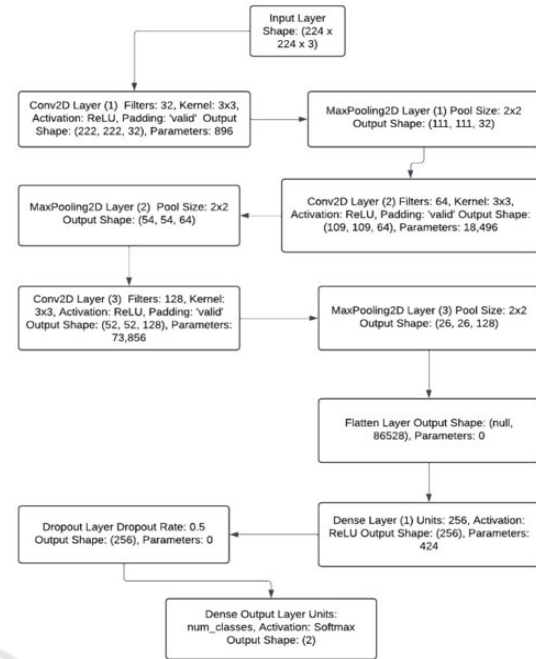 Input Layer
Shape: (224 x
224 x 3)
Conv2D Layer (1) Filters: 32, Kernel: 3x3,
Activation: ReLU, Padding: 'valid' Output
Shape: (222, 222, 32), Parameters: 896
MaxPooling2D Layer (1) Pool Size: 2x2
Output Shape: (111, 111, 32)
Conv2D Layer (2) Filters: 64, Kernel: 3x3,
Activation: ReLU, Padding: 'valid' Output Shape:
(109, 109, 64), Parameters: 18,496
MaxPooling2D Layer (2) Pool Size: 2x2
Output Shape: (54, 54, 64)
Conv2D Layer (3) Filters: 128, Kernel:
3x3, Activation: ReLU, Padding: 'valid'
Output Shape: (52, 52, 128), Parameters:
73,856
MaxPooling2D Layer (3) Pool Size: 2x2
Output Shape: (26, 26, 128)
Flatten Layer Output Shape: (null,
86528), Parameters: 0
Dense Layer (1) Units: 256, Activation:
ReLU Output Shape: (256), Parameters:
424
Dropout Layer Dropout Rate: 0.5
Output Shape: (256), Parameters: 0
Dense Output Layer Units:
num_classes, Activation: Softmax
Output Shape: (2)